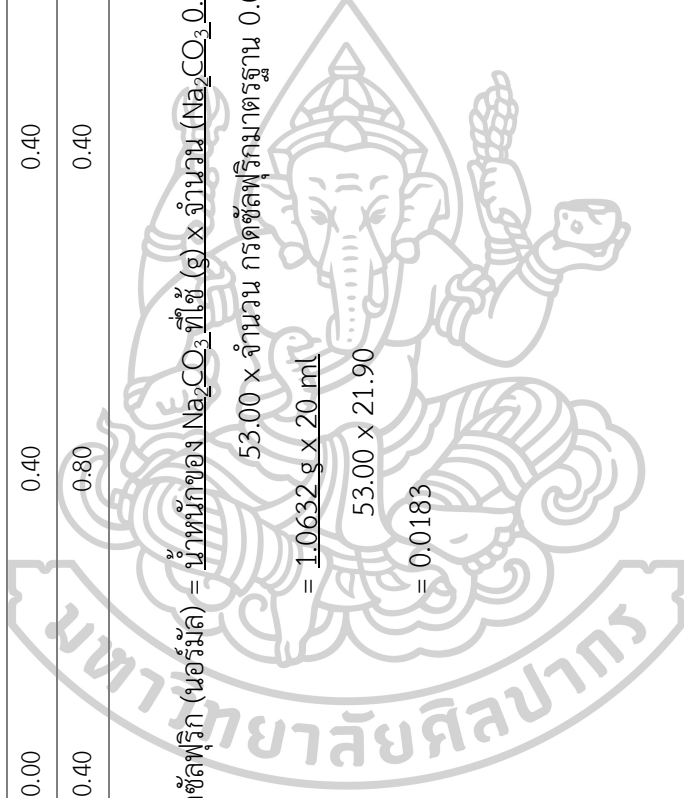 0.00 0.40 0.40
0.40 0.80 0.40
ซัลฟุริก (นอร์มัล) = น้ำหนักของ Na₂CO₃ ที่ใช้ (g) x จำนวน (Na₂CO₃ 0.
53.00 x จำนวน กรดซัลฟุริกมาตรฐาน 0.
= 1.0632 g x 20 ml
53.00 x 21.90
= 0.0183
มหาวิทยาลัยศิลปากร